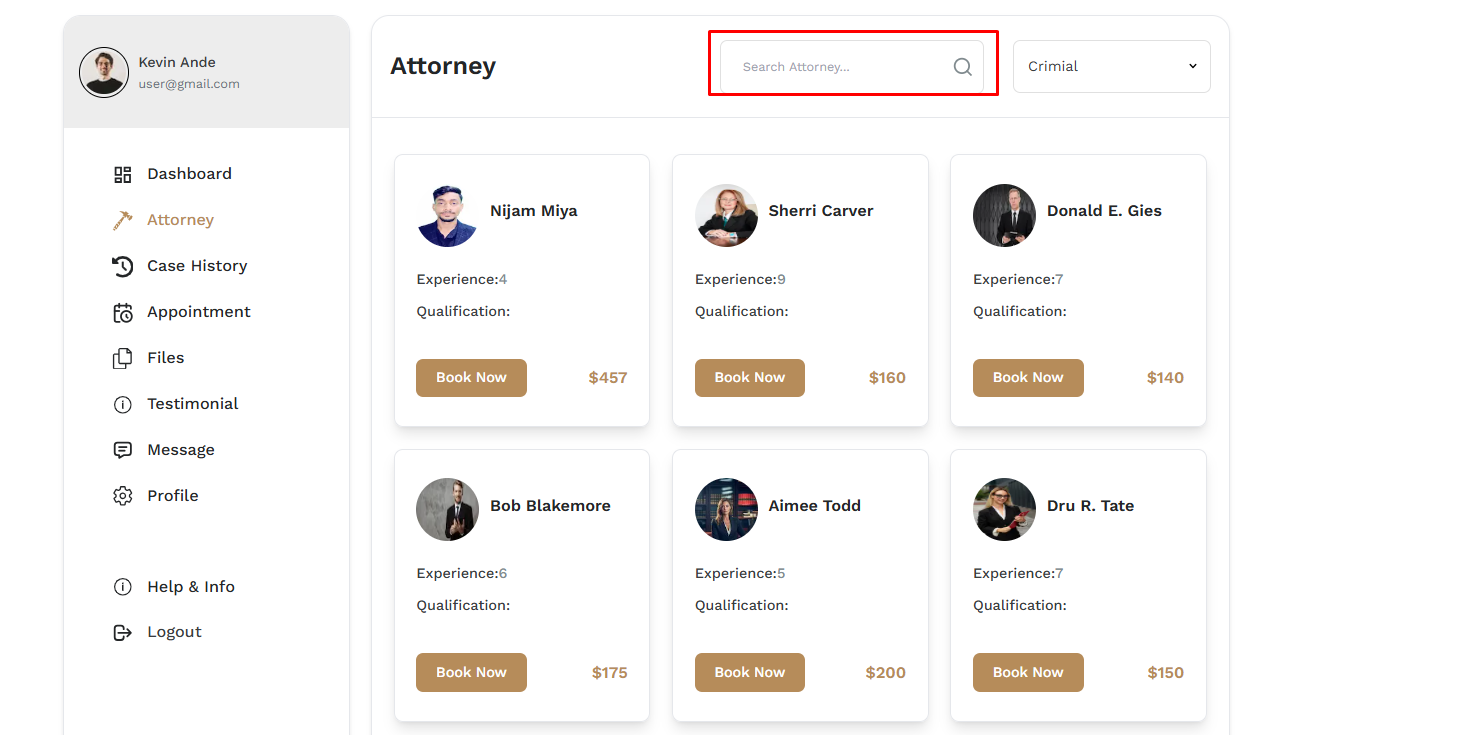 Kevin Ande
user@gmail.com
Dashboard
Attorney
Case History
Appointment
Files
Testimonial
Message
Profile
Help & Info
Logout
Attorney
Search Attorney...
Crimial
Nijam Miya
Experience:4
Qualification:
Book Now $457
Sherri Carver
Experience:9
Qualification:
Book Now $160
Donald E. Gies
Experience:7
Qualification:
Book Now $140
Bob Blakemore
Experience:6
Qualification:
Book Now $175
Aimee Todd
Experience:5
Qualification:
Book Now $200
Dru R. Tate
Experience:7
Qualification:
Book Now $150